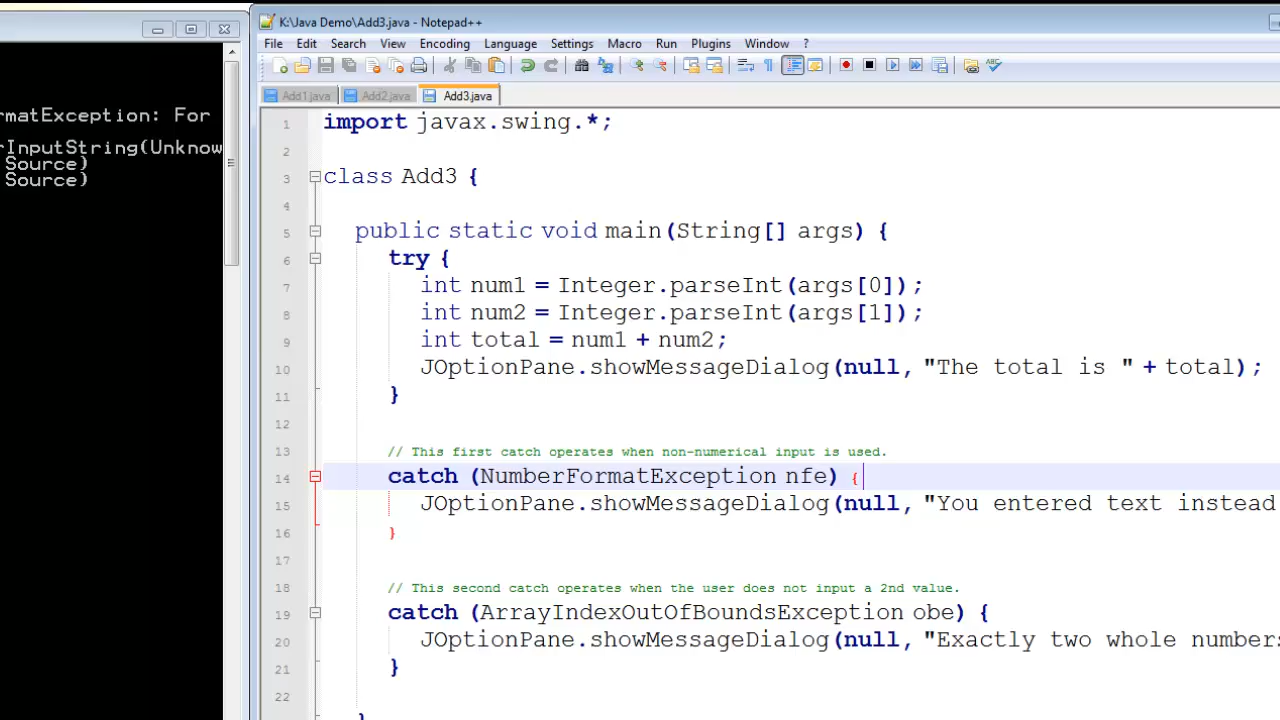 K:\Java Demo\Add3.java - Notepad++
File Edit Search View Encoding Language Settings Macro Run Plugins Window ?
Add1.java Add2.java Add3.java
rmatException: For
rInputString(Unknow
Source)
Source)
1 import javax.swing.*;
2
3 class Add3 {
4
5 public static void main(String[] args) {
6 try {
7 int num1 = Integer.parseInt(args[0]);
8 int num2 = Integer.parseInt(args[1]);
9 int total = num1 + num2;
10 JOptionPane.showMessageDialog(null, "The total is " + total);
11 }
12
13 // This first catch operates when non-numerical input is used.
14 catch (NumberFormatException nfe) {
15 JOptionPane.showMessageDialog(null, "You entered text instead
16 }
17
18 // This second catch operates when the user does not input a 2nd value.
19 catch (ArrayIndexOutOfBoundsException obe) {
20 JOptionPane.showMessageDialog(null, "Exactly two whole numbers
21 }
22
}